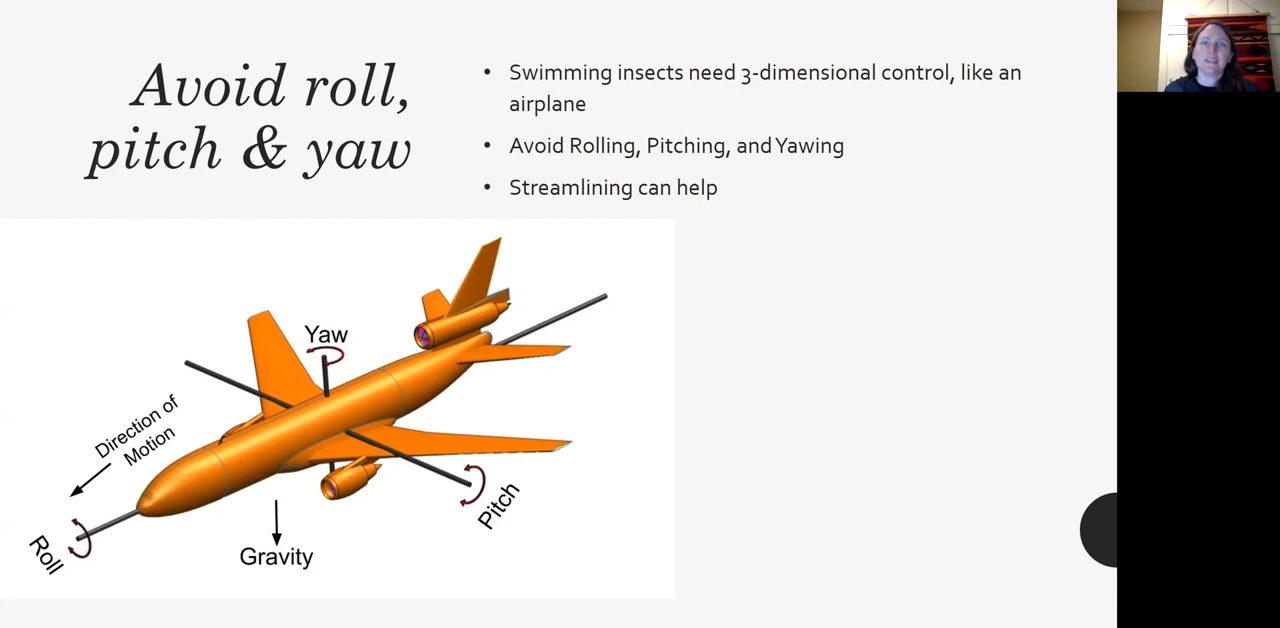 Avoid roll,
pitch & yaw
• Swimming insects need 3-dimensional control, like an
airplane
• Avoid Rolling, Pitching, and Yawing
• Streamlining can help
Yaw
Direction of
Motion
Pitch
Roll
Gravity